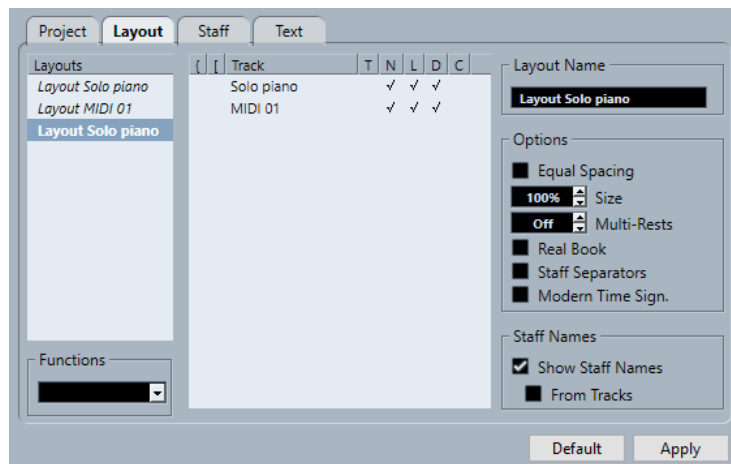 Project Layout Staff Text
Layouts
Layout Solo piano
Layout MIDI 01
Layout Solo piano
Functions
{ [ Track T N L D C
Solo piano √ √ √
MIDI 01 √ √ √
Layout Name
Layout Solo piano
Options
Equal Spacing
100% Size
Off Multi-Rests
Real Book
Staff Separators
Modern Time Sign.
Staff Names
Show Staff Names
From Tracks
Default Apply